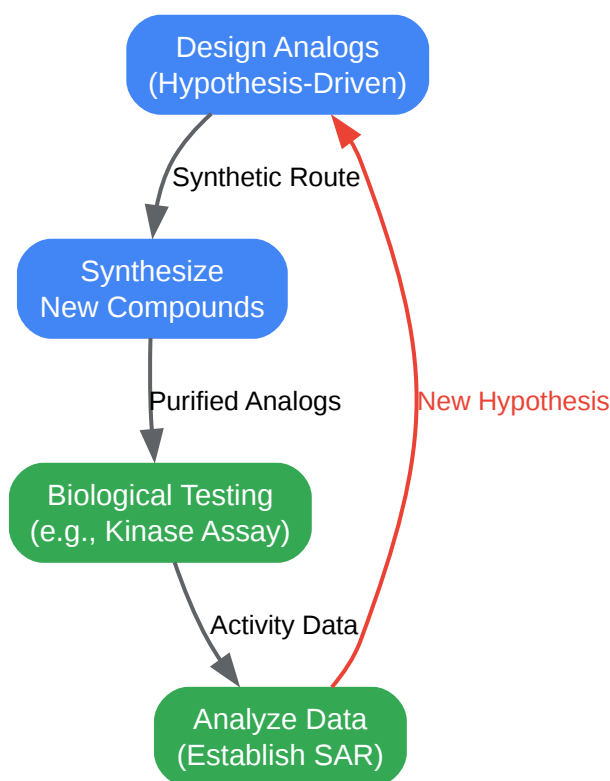 Design Analogs
(Hypothesis-Driven)
Synthetic Route
Synthesize
New Compounds
Purified Analogs
New Hypothesis
Biological Testing
(e.g., Kinase Assay)
Activity Data
Analyze Data
(Establish SAR)